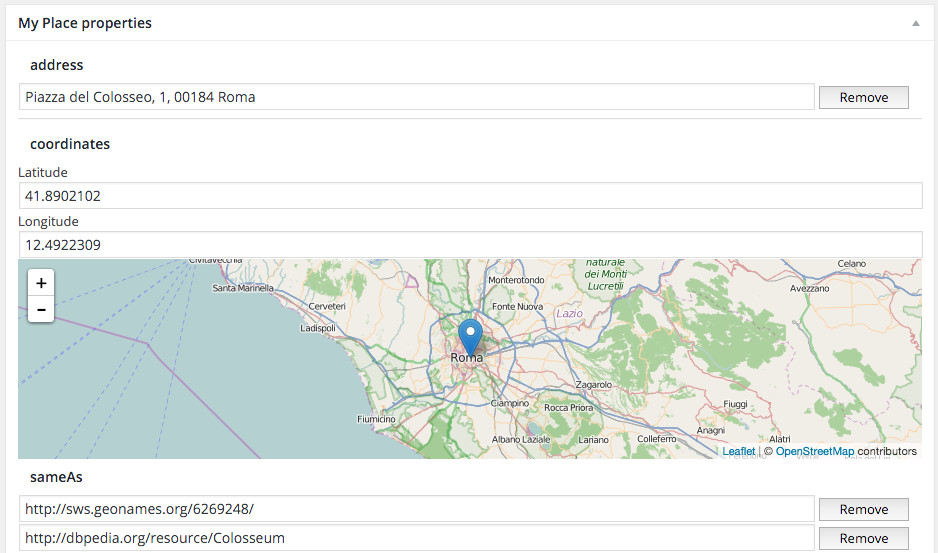 My Place properties
address
Piazza del Colosseo, 1, 00184 Roma
Remove
coordinates
Latitude
41.8902102
Longitude
12.4922309
+
-
Civitavecchia
Santa Marinella
Cerveteri
Ladispoli
Fiumicino
Monterotondo
Fonte Nuova
Lazio
naturale
dei Monti
Lucretili
Roma
Ciampino
Zagarolo
Rocca Priora
Albano Laziale
Lariano
Colleferro
Anagni
Fiuggi
Alatri
Avezzano
Celano
Leaflet | © OpenStreetMap contributors
sameAs
http://sws.geonames.org/6269248/
Remove
http://dbpedia.org/resource/Colosseum
Remove